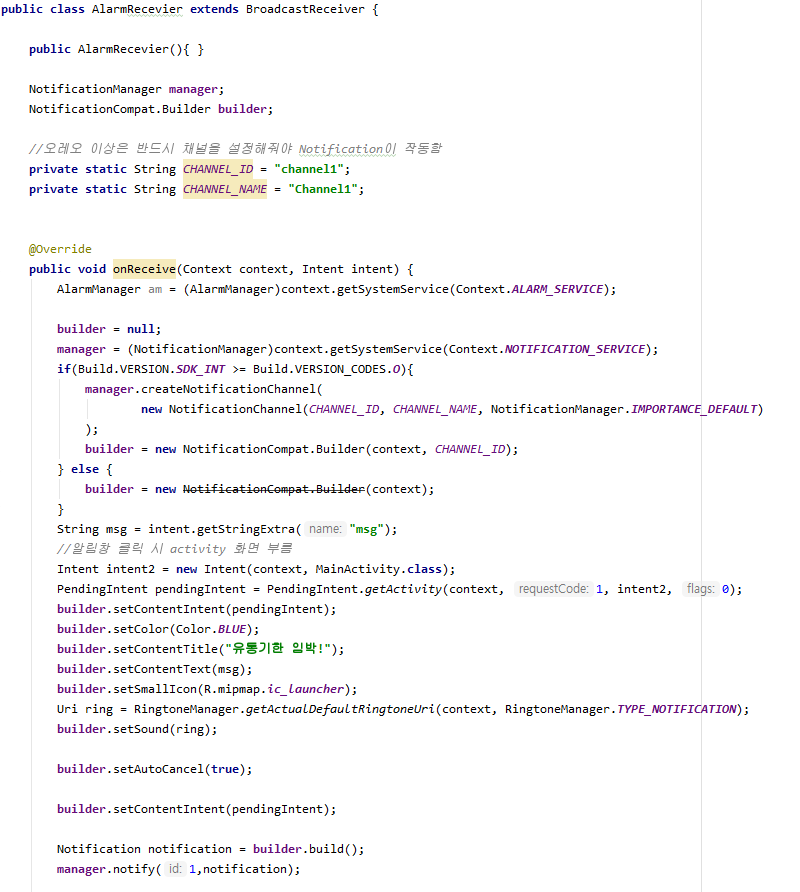 public class AlarmRecevier extends BroadcastReceiver {
public AlarmRecevier(){ }
NotificationManager manager;
NotificationCompat.Builder builder;
//오레오 이상은 반드시 채널을 설정해줘야 Notification이 작동함
private static String CHANNEL_ID = "channel1";
private static String CHANNEL_NAME = "Channel1";
@Override
public void onReceive(Context context, Intent intent) {
AlarmManager am = (AlarmManager)context.getSystemService(Context.ALARM_SERVICE);
builder = null;
manager = (NotificationManager)context.getSystemService(Context.NOTIFICATION_SERVICE);
if(Build.VERSION.SDK_INT >= Build.VERSION_CODES.O){
manager.createNotificationChannel(
new NotificationChannel(CHANNEL_ID, CHANNEL_NAME, NotificationManager.IMPORTANCE_DEFAULT)
);
builder = new NotificationCompat.Builder(context, CHANNEL_ID);
} else {
builder = new NotificationCompat.Builder(context);
}
String msg = intent.getStringExtra( name: "msg");
//알림창 클릭 시 activity 화면 부름
Intent intent2 = new Intent(context, MainActivity.class);
PendingIntent pendingIntent = PendingIntent.getActivity(context, requestCode: 1, intent2, flags: 0);
builder.setContentIntent(pendingIntent);
builder.setColor(Color.BLUE);
builder.setContentTitle("유통기한 임박!");
builder.setContentText(msg);
builder.setSmallIcon(R.mipmap.ic_launcher);
Uri ring = RingtoneManager.getActualDefaultRingtoneUri(context, RingtoneManager.TYPE_NOTIFICATION);
builder.setSound(ring);
builder.setAutoCancel(true);
builder.setContentIntent(pendingIntent);
Notification notification = builder.build();
manager.notify( id: 1,notification);